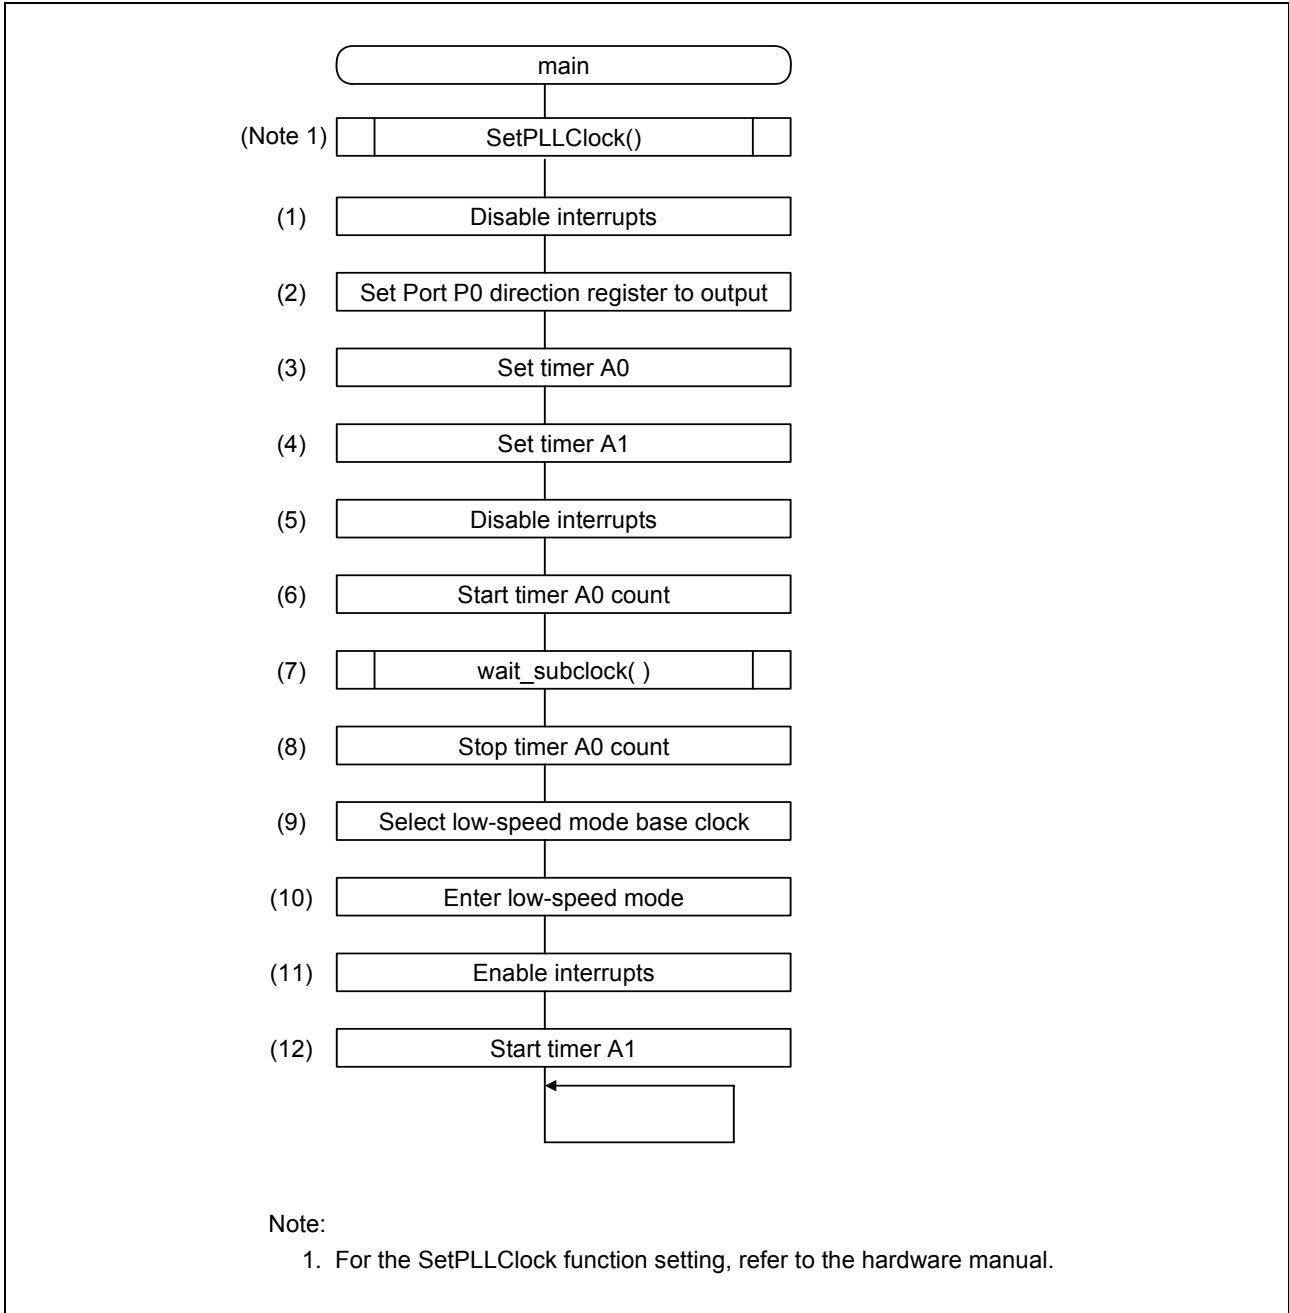 main
(Note 1) SetPLLClock()
(1) Disable interrupts
(2) Set Port P0 direction register to output
(3) Set timer A0
(4) Set timer A1
(5) Disable interrupts
(6) Start timer A0 count
(7) wait_subclock( )
(8) Stop timer A0 count
(9) Select low-speed mode base clock
(10) Enter low-speed mode
(11) Enable interrupts
(12) Start timer A1
Note:
1. For the SetPLLClock function setting, refer to the hardware manual.